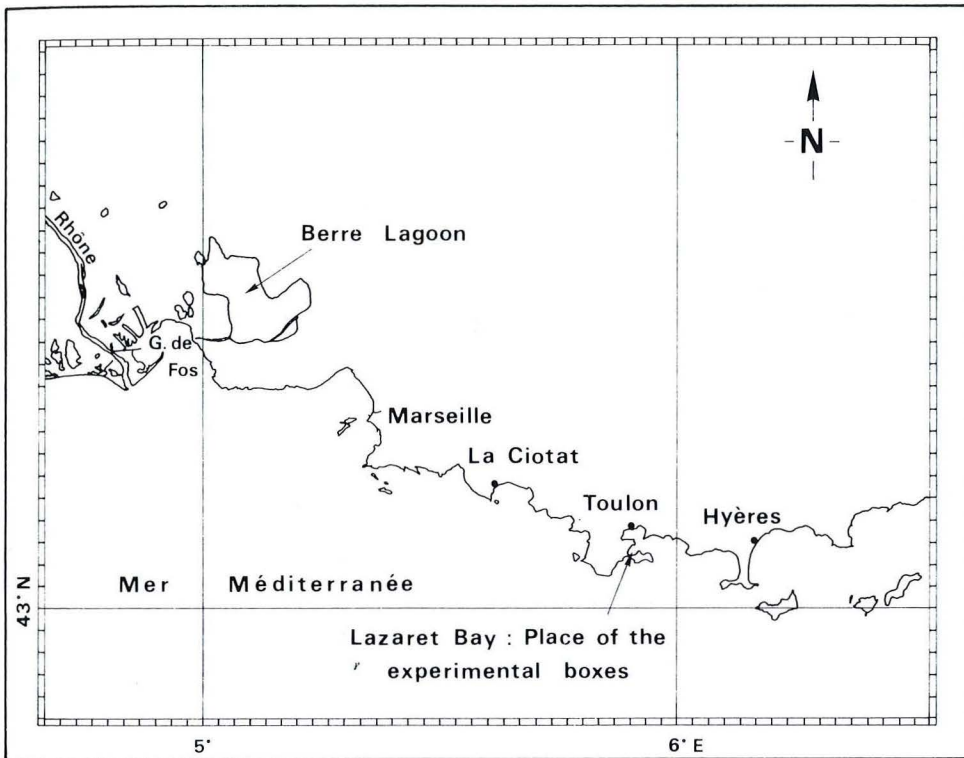 N
Rhône
Berre Lagoon
G. de
Fos
Marseille
La Ciotat
Toulon
Hyères
Mer Méditerranée
43° N
Lazaret Bay : Place of the
experimental boxes
5°
6° E